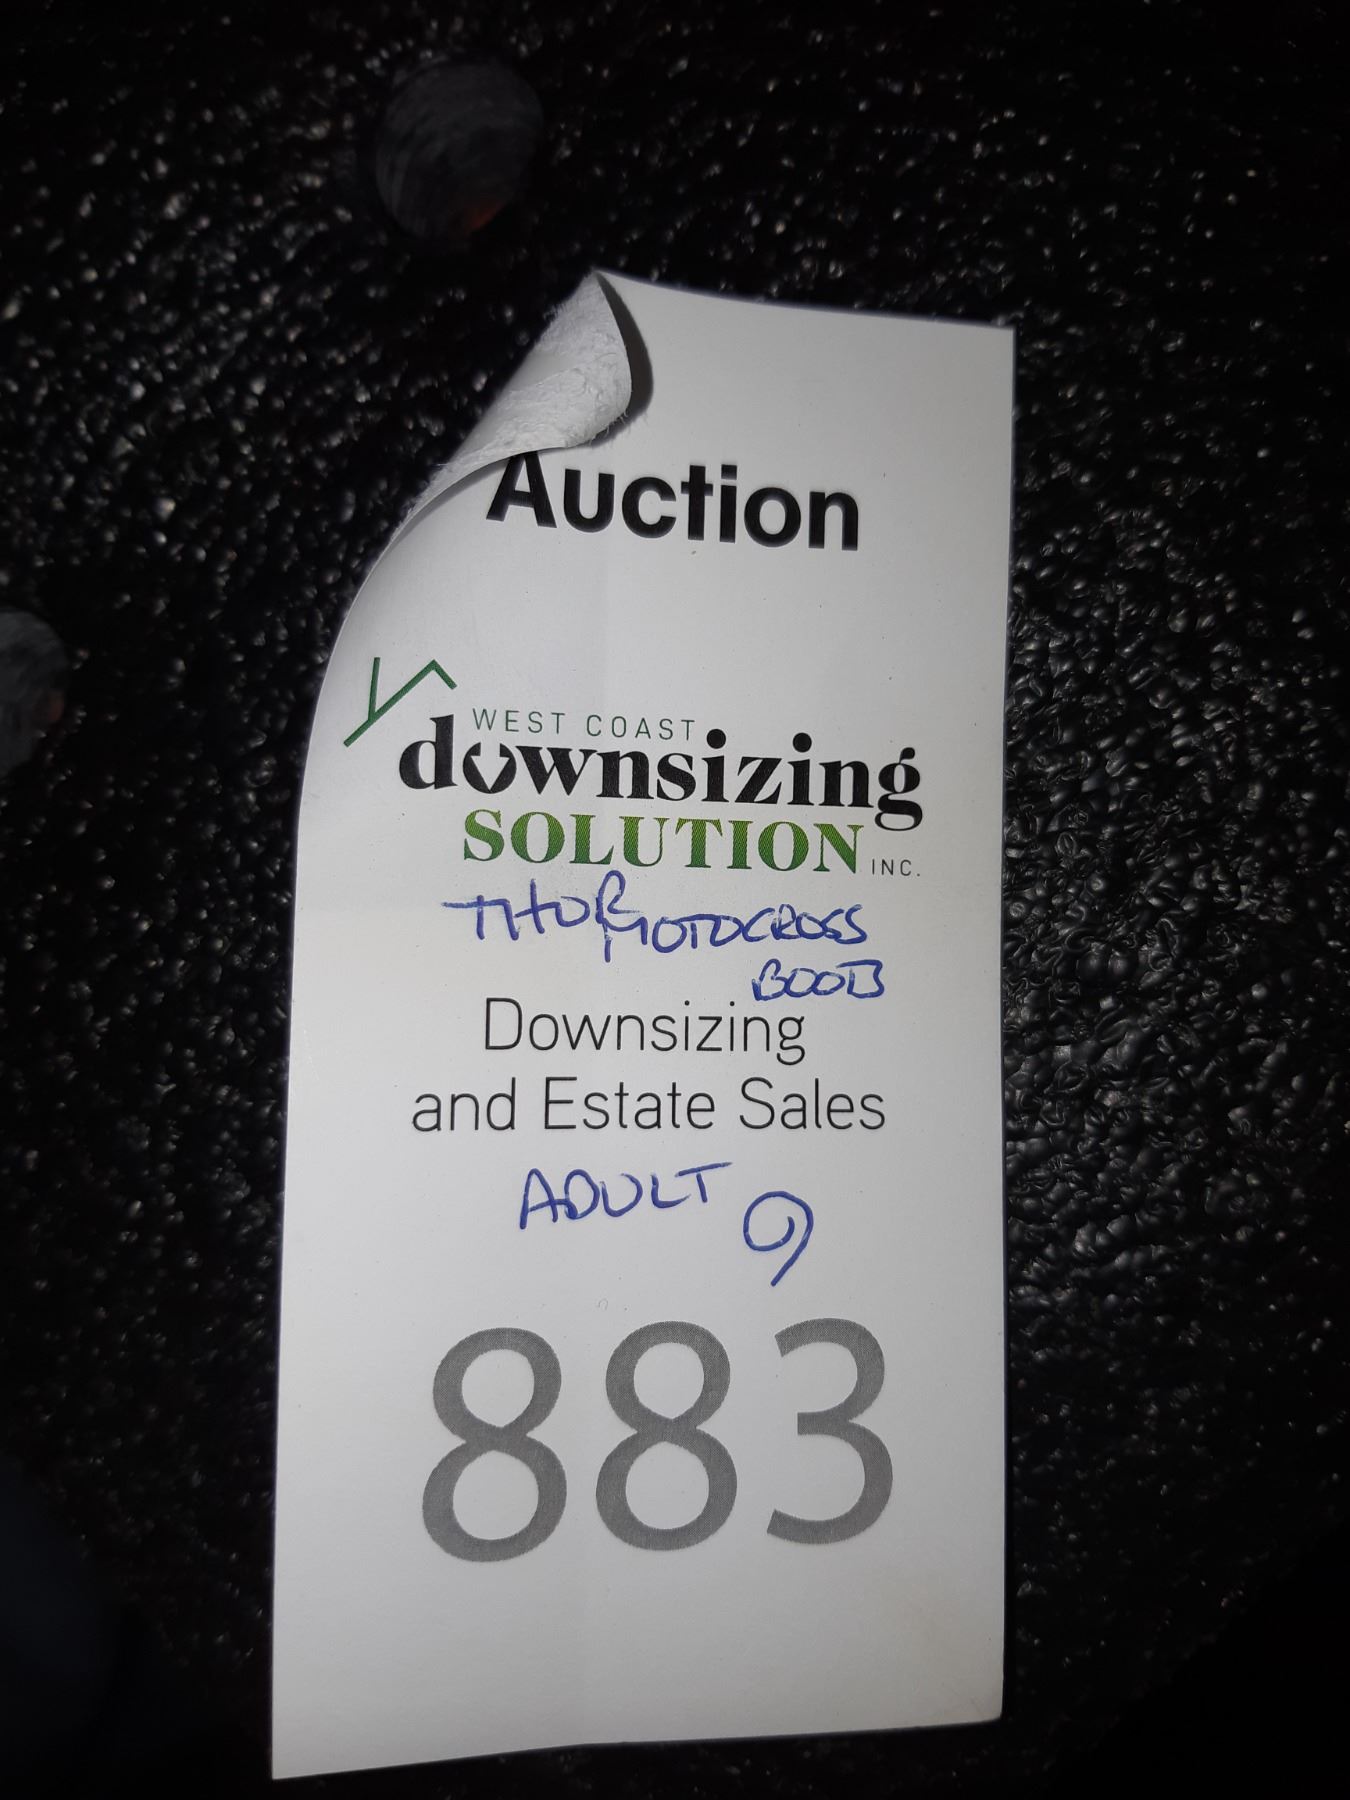 Auction
WEST COAST
downsizing
SOLUTION INC.
THOR MOTOCROSS
BOOTS
Downsizing
and Estate Sales
ADULT 9
883